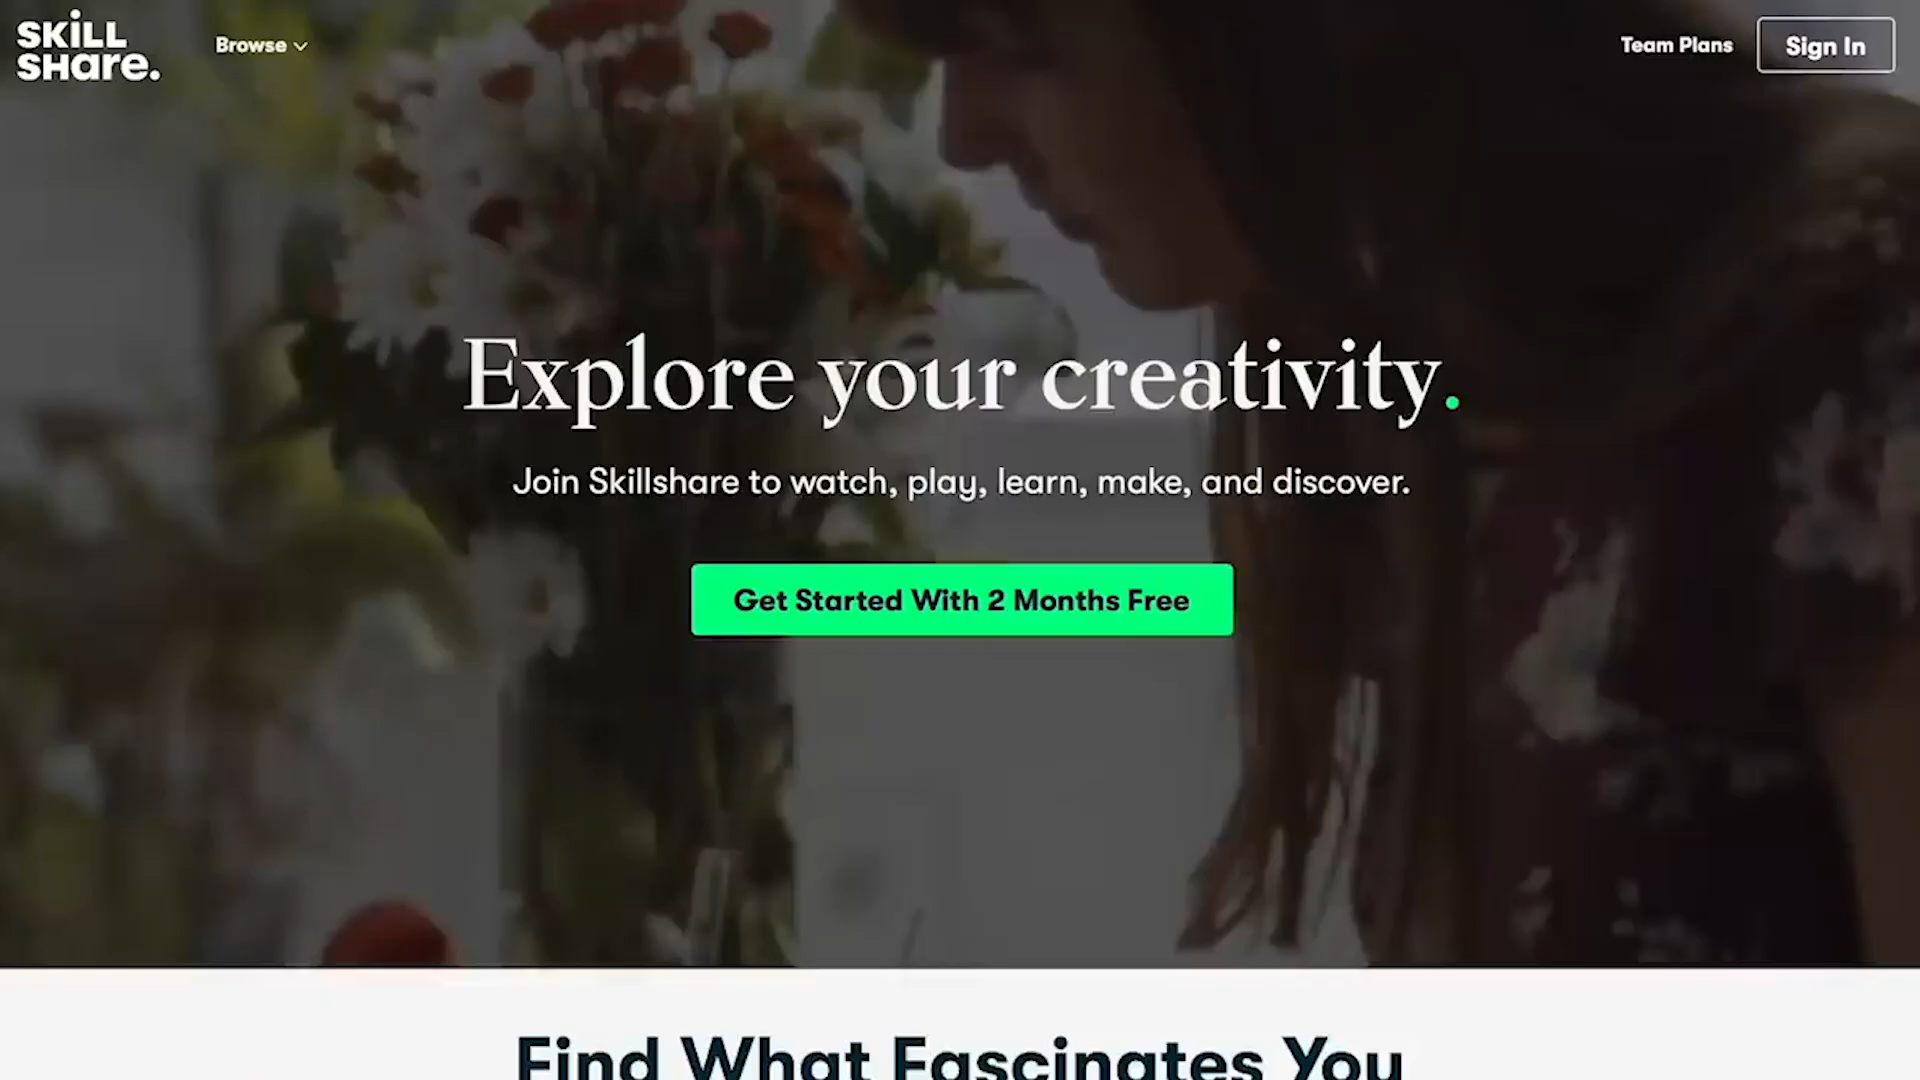 SKiLL
SHare.
Browse
Team Plans
Sign In
Explore your creativity.
Join Skillshare to watch, play, learn, make, and discover.
Get Started With 2 Months Free
Find What Fascinates You